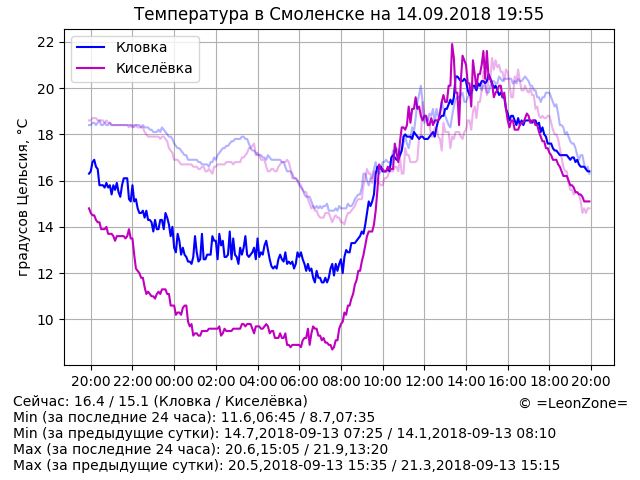 Температура в Смоленске на 14.09.2018 19:55
градусов Цельсия, °C
Кловка
Киселёвка
22
20
18
16
14
12
10
20:00 22:00 00:00 02:00 04:00 06:00 08:00 10:00 12:00 14:00 16:00 18:00 20:00
Сейчас: 16.4 / 15.1 (Кловка / Киселёвка)
© =LeonZone=
Min (за последние 24 часа): 11.6,06:45 / 8.7,07:35
Min (за предыдущие сутки): 14.7,2018-09-13 07:25 / 14.1,2018-09-13 08:10
Max (за последние 24 часа): 20.6,15:05 / 21.9,13:20
Max (за предыдущие сутки): 20.5,2018-09-13 15:35 / 21.3,2018-09-13 15:15